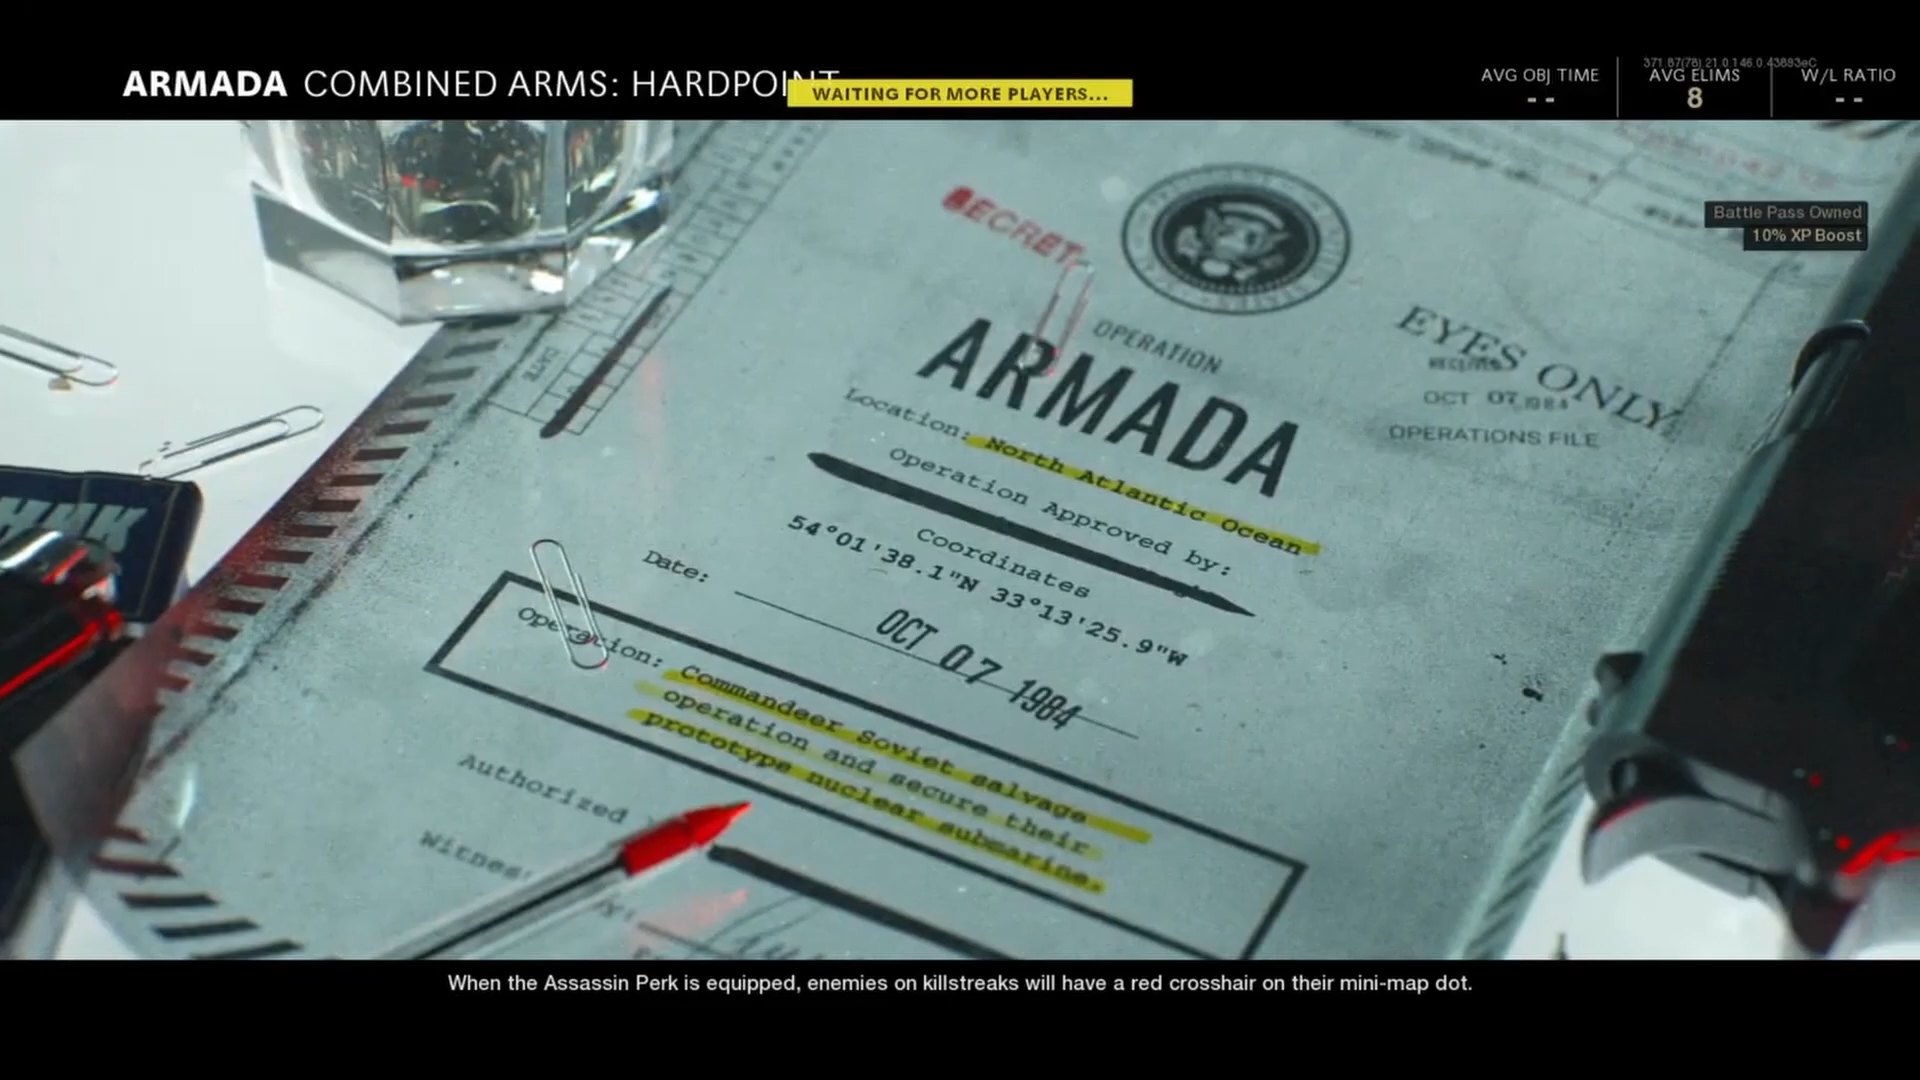 ARMADA COMBINED ARMS: HARDPOINT
WAITING FOR MORE PLAYERS...
AVG OBJ TIME
--
AVG ELIMS
8
W/L RATIO
--
Battle Pass Owned
10% XP Boost
SECRET
OPERATION
ARMADA
EYES ONLY
RECEIVED
OCT 07 1984
OPERATIONS FILE
DATE
Location: North Atlantic Ocean
Operation Approved by:
Coordinates
54°01'38.1"N 33°13'25.9"W
Date:
OCT 07 1984
Operation: Commandeer Soviet salvage
operation and secure their
prototype nuclear submarine.
Authorized
Witness
When the Assassin Perk is equipped, enemies on killstreaks will have a red crosshair on their mini-map dot.